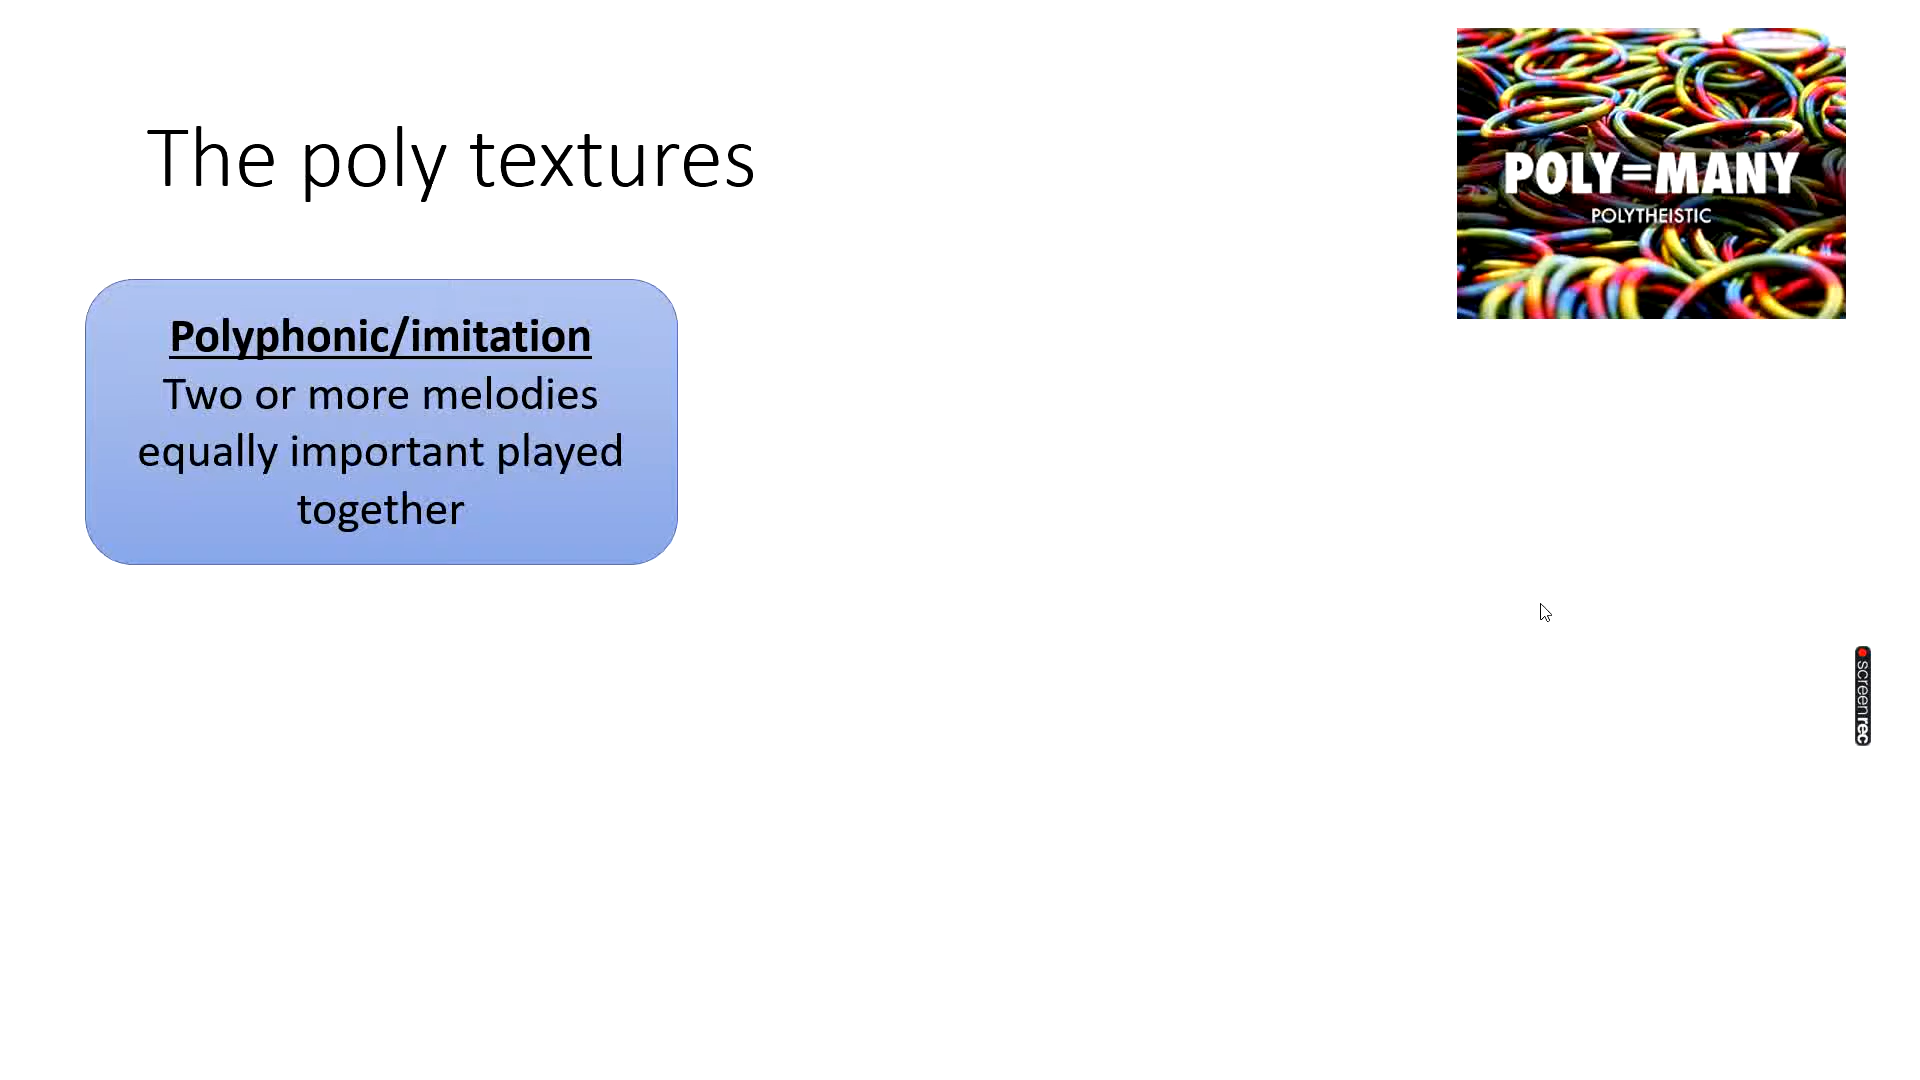 The poly textures
POLY=MANY
POLYTHEISTIC
Polyphonic/imitation
Two or more melodies
equally important played
together
screenrec